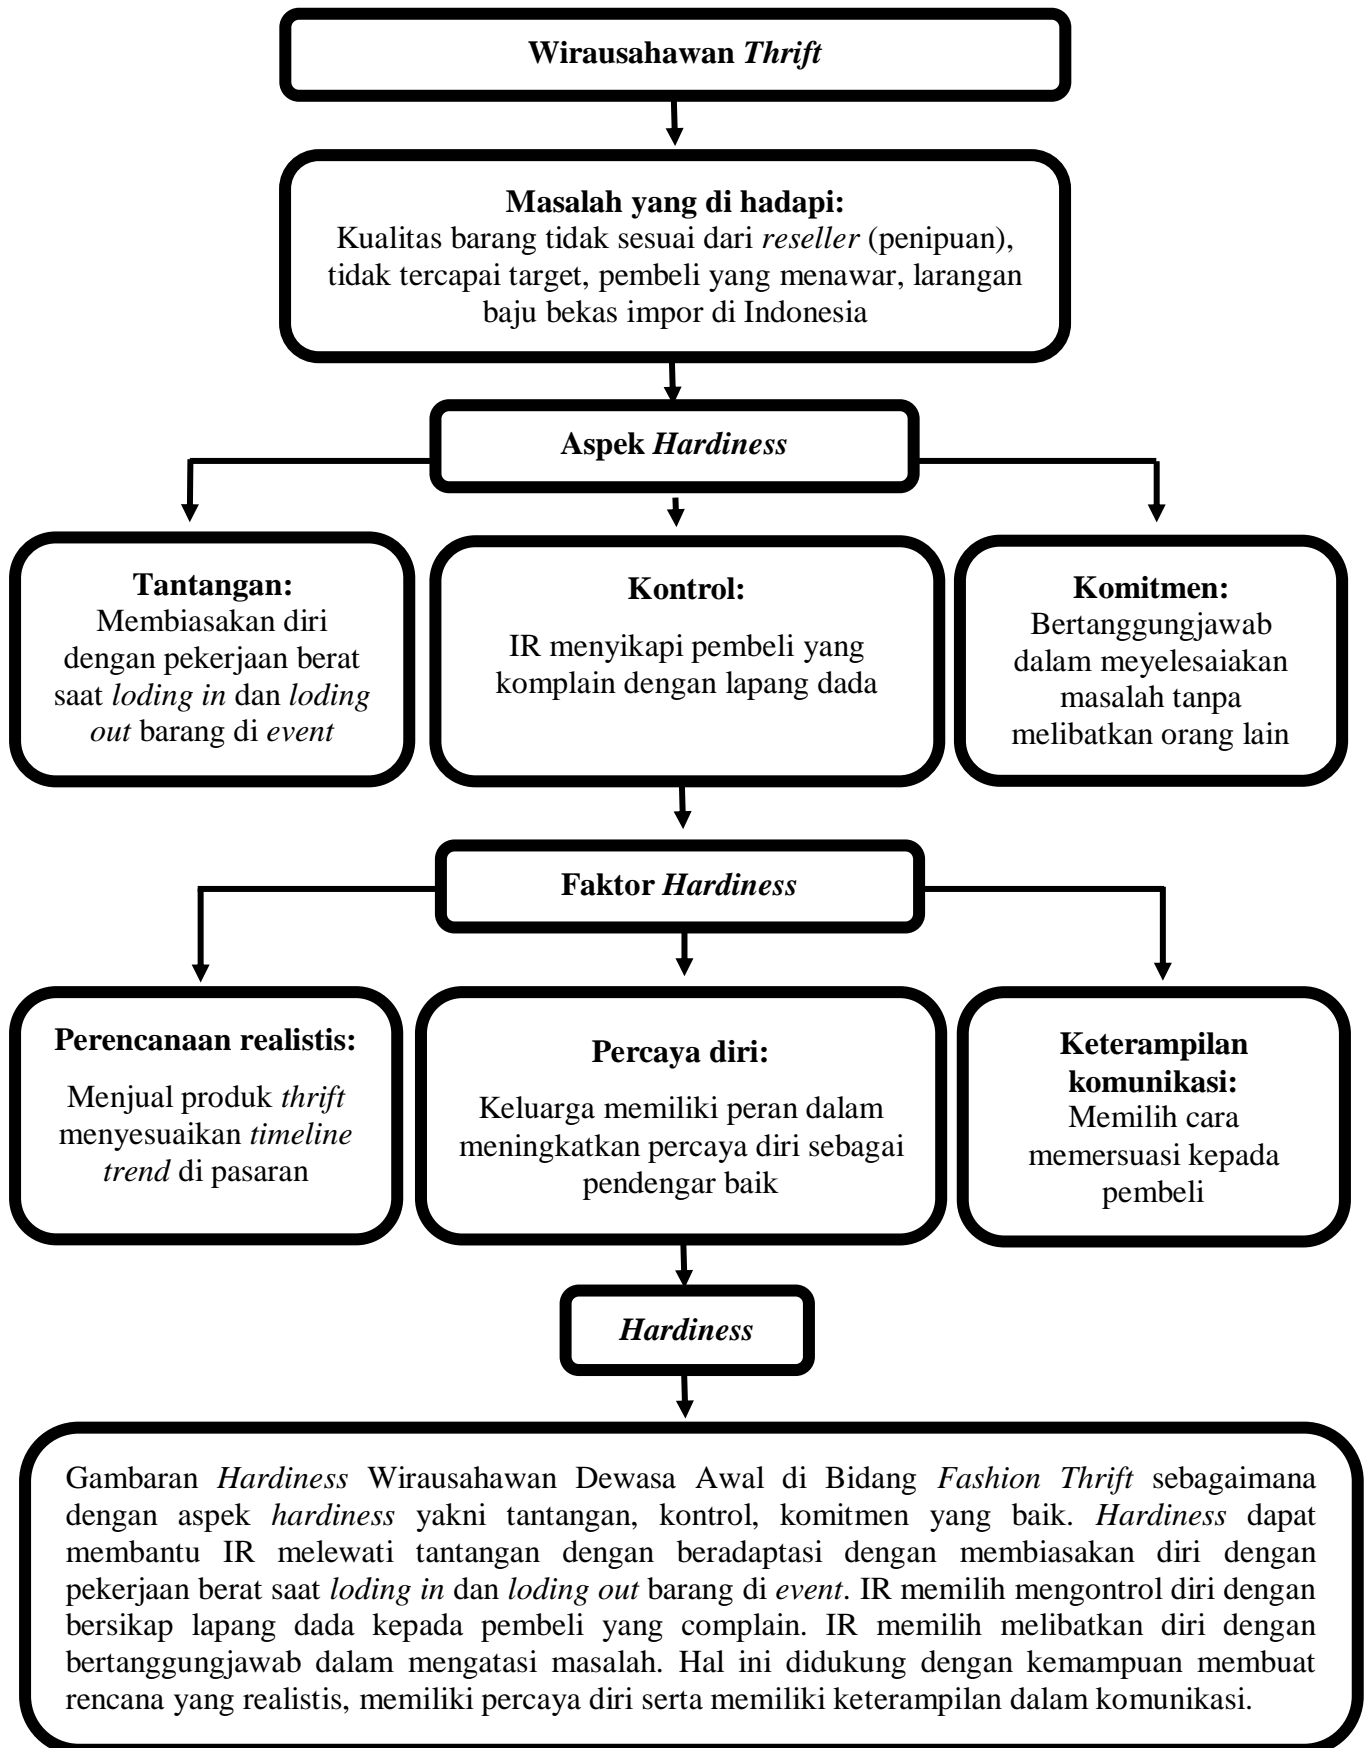 Wirausahawan Thrift
Masalah yang di hadapi:
Kualitas barang tidak sesuai dari reseller (penipuan),
tidak tercapai target, pembeli yang menawar, larangan
baju bekas impor di Indonesia
Aspek Hardiness
Tantangan:
Membiasakan diri
dengan pekerjaan berat
saat loding in dan loding
out barang di event
Kontrol:
IR menyikapi pembeli yang
komplain dengan lapang dada
Komitmen:
Bertanggungjawab
dalam meyelesaiakan
masalah tanpa
melibatkan orang lain
Faktor Hardiness
Perencanaan realistis:
Menjual produk thrift
menyesuaikan timeline
trend di pasaran
Percaya diri:
Keluarga memiliki peran dalam
meningkatkan percaya diri sebagai
pendengar baik
Keterampilan
komunikasi:
Memilih cara
memersuasi kepada
pembeli
Hardiness
Gambaran Hardiness Wirausahawan Dewasa Awal di Bidang Fashion Thrift sebagaimana
dengan aspek hardiness yakni tantangan, kontrol, komitmen yang baik. Hardiness dapat
membantu IR melewati tantangan dengan beradaptasi dengan membiasakan diri dengan
pekerjaan berat saat loding in dan loding out barang di event. IR memilih mengontrol diri dengan
bersikap lapang dada kepada pembeli yang complain. IR memilih melibatkan diri dengan
bertanggungjawab dalam mengatasi masalah. Hal ini didukung dengan kemampuan membuat
rencana yang realistis, memiliki percaya diri serta memiliki keterampilan dalam komunikasi.